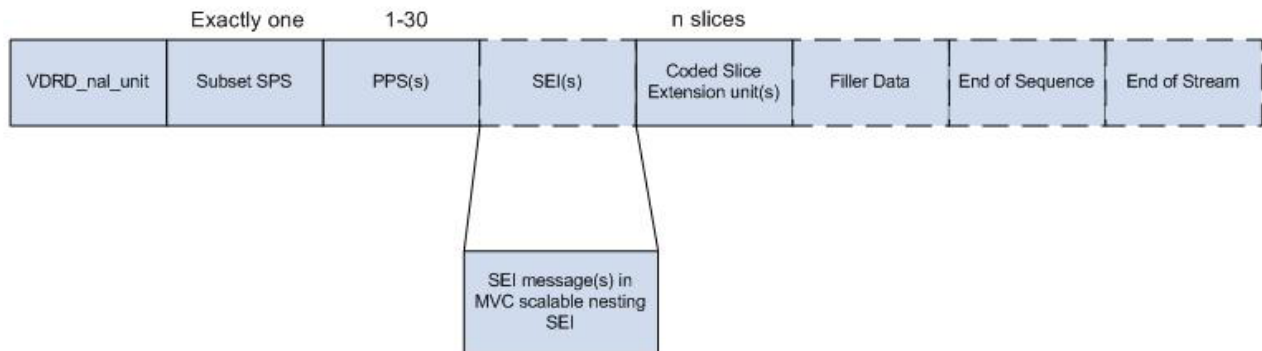 Exactly one 1-30 n slices
VDRD_nal_unit Subset SPS PPS(s) SEI(s) Coded Slice Extension unit(s) Filler Data End of Sequence End of Stream
SEI message(s) in
MVC scalable nesting
SEI